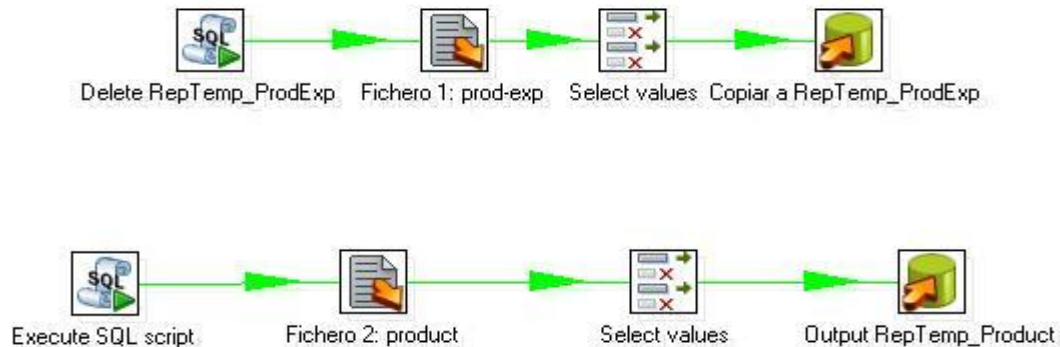 SQL
Delete RepTemp_ProdExp
Fichero 1: prod-exp
Select values
Copiar a RepTemp_ProdExp
SQL
Execute SQL script
Fichero 2: product
Select values
Output RepTemp_Product